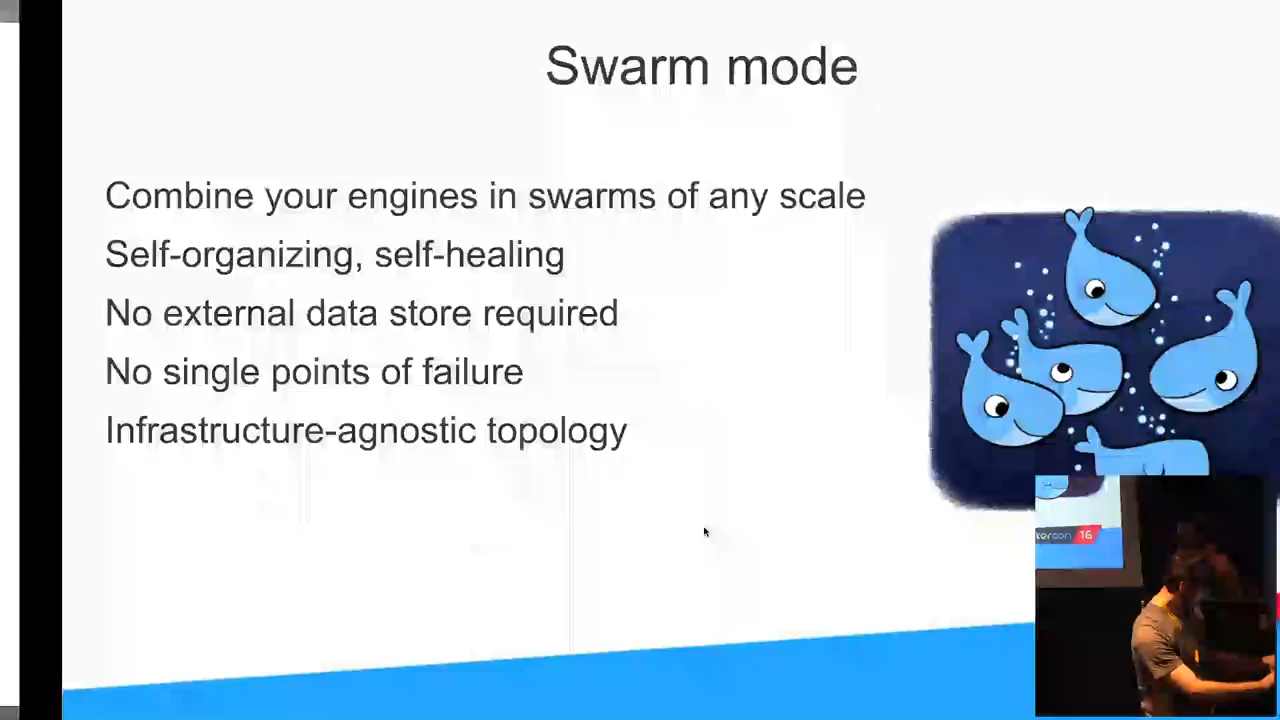 Swarm mode
Combine your engines in swarms of any scale
Self-organizing, self-healing
No external data store required
No single points of failure
Infrastructure-agnostic topology
16